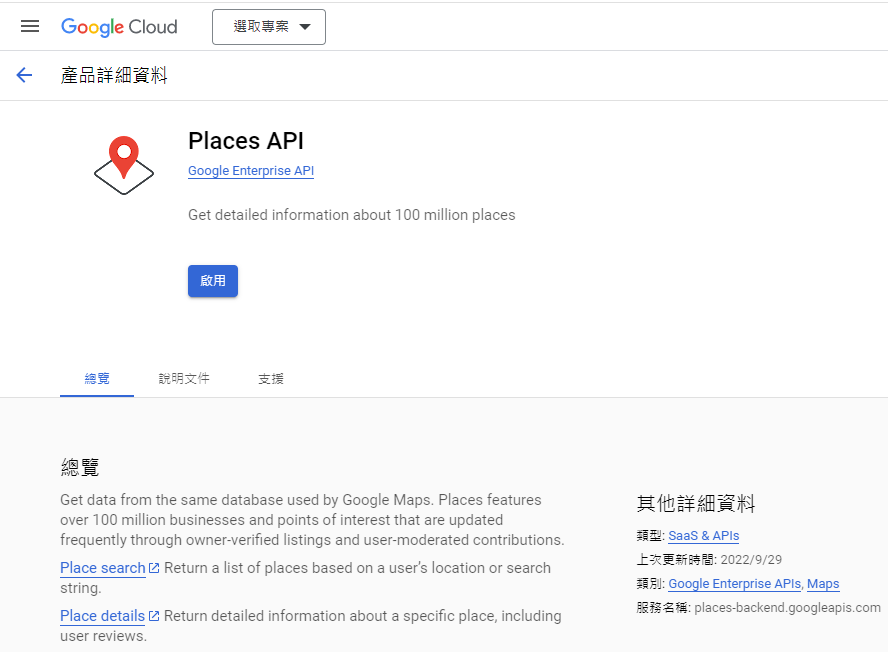 Google Cloud
選取專案
產品詳細資料
Places API
Google Enterprise API
Get detailed information about 100 million places
啟用
總覽
說明文件
支援
總覽
Get data from the same database used by Google Maps. Places features
over 100 million businesses and points of interest that are updated
frequently through owner-verified listings and user-moderated contributions.
Place search Return a list of places based on a user’s location or search
string.
Place details Return detailed information about a specific place, including
user reviews.
其他詳細資料
類型: SaaS & APIs
上次更新時間: 2022/9/29
類別: Google Enterprise APIs, Maps
服務名稱: places-backend.googleapis.com